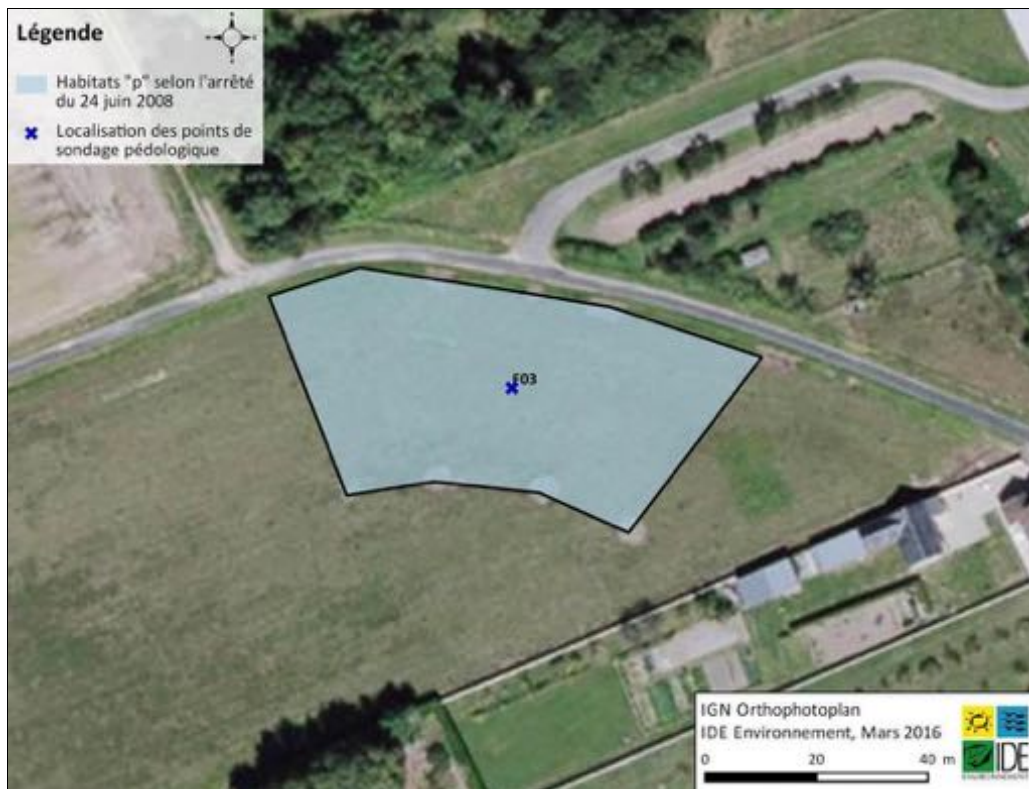 Légende
Habitats "p" selon l'arrêté
du 24 juin 2008
Localisation des points de
sondage pédologique
F03
IGN Orthophotoplan
IDE Environnement, Mars 2016
0 20 40 m
IDE